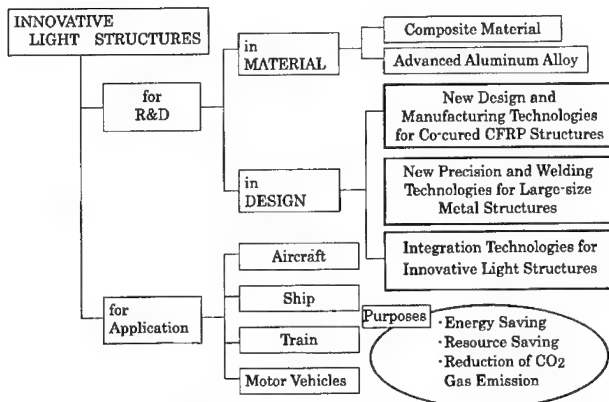 INNOVATIVE
LIGHT STRUCTURES
for
R&D
in
MATERIAL
Composite Material
Advanced Aluminum Alloy
in
DESIGN
New Design and
Manufacturing Technologies
for Co-cured CFRP Structures
New Precision and Welding
Technologies for Large-size
Metal Structures
Integration Technologies for
Innovative Light Structures
for
Application
Aircraft
Ship
Train
Motor Vehicles
Purposes
·Energy Saving
·Resource Saving
·Reduction of CO2
Gas Emission